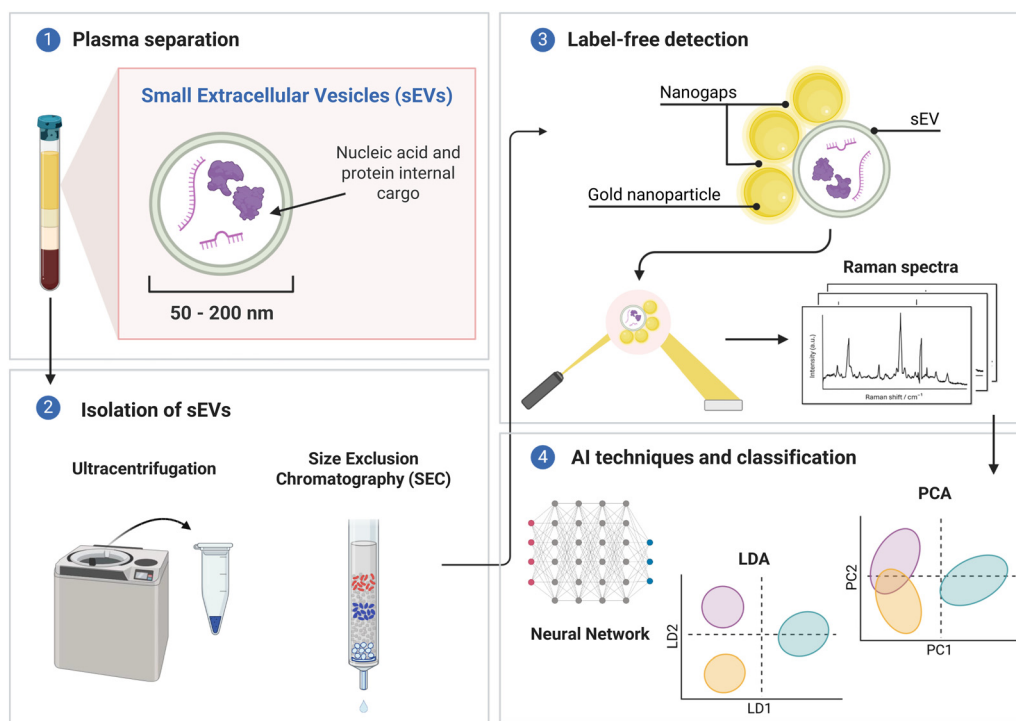 1 Plasma separation
Small Extracellular Vesicles (sEVs)
Nucleic acid and
protein internal
cargo
50 - 200 nm
2 Isolation of sEVs
Ultracentrifugation
Size Exclusion
Chromatography (SEC)
3 Label-free detection
Nanogaps
sEV
Gold nanoparticle
Raman spectra
Intensity (a.u.)
Raman shift / cm⁻¹
4 AI techniques and classification
Neural Network
LDA
LD2
LD1
PCA
PC2
PC1